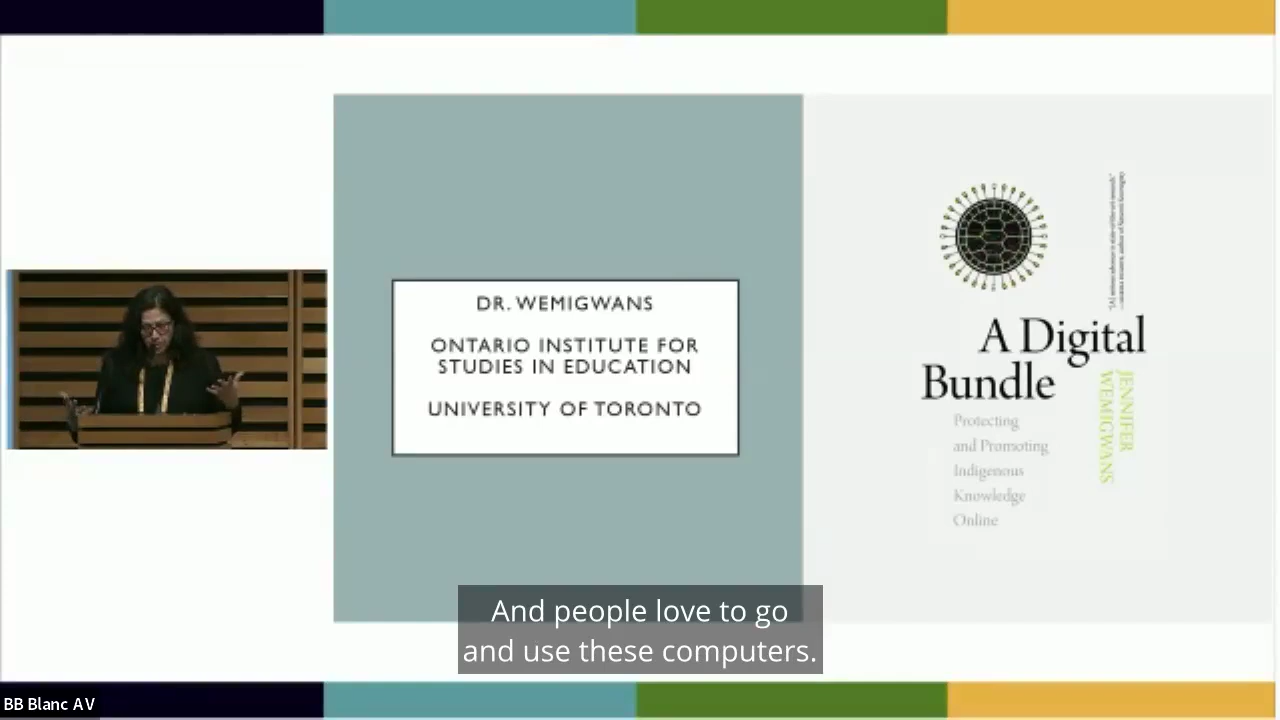 DR. WEMIGWANS
ONTARIO INSTITUTE FOR
STUDIES IN EDUCATION
UNIVERSITY OF TORONTO
A Digital
Bundle
Protecting
and Promoting
Indigenous
Knowledge
Online
JENNIFER
WEMIGWANS
And people love to go
and use these computers.
BB Blanc AV